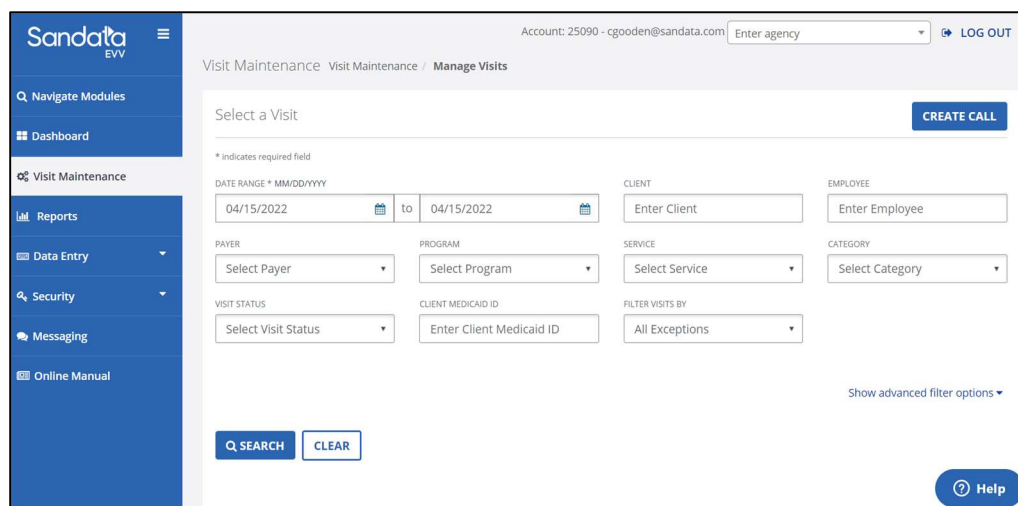 Sandata
EVV
Account: 25090 - cgooden@sandata.com Enter agency LOG OUT
Visit Maintenance Visit Maintenance / Manage Visits
Navigate Modules
Dashboard
Visit Maintenance
Reports
Data Entry
Security
Messaging
Online Manual
Select a Visit CREATE CALL
* indicates required field
DATE RANGE * MM/DD/YYYY CLIENT EMPLOYEE
04/15/2022 to 04/15/2022 Enter Client Enter Employee
PAYER PROGRAM SERVICE CATEGORY
Select Payer Select Program Select Service Select Category
VISIT STATUS CLIENT MEDICAID ID FILTER VISITS BY
Select Visit Status Enter Client Medicaid ID All Exceptions
Show advanced filter options
SEARCH CLEAR
? Help